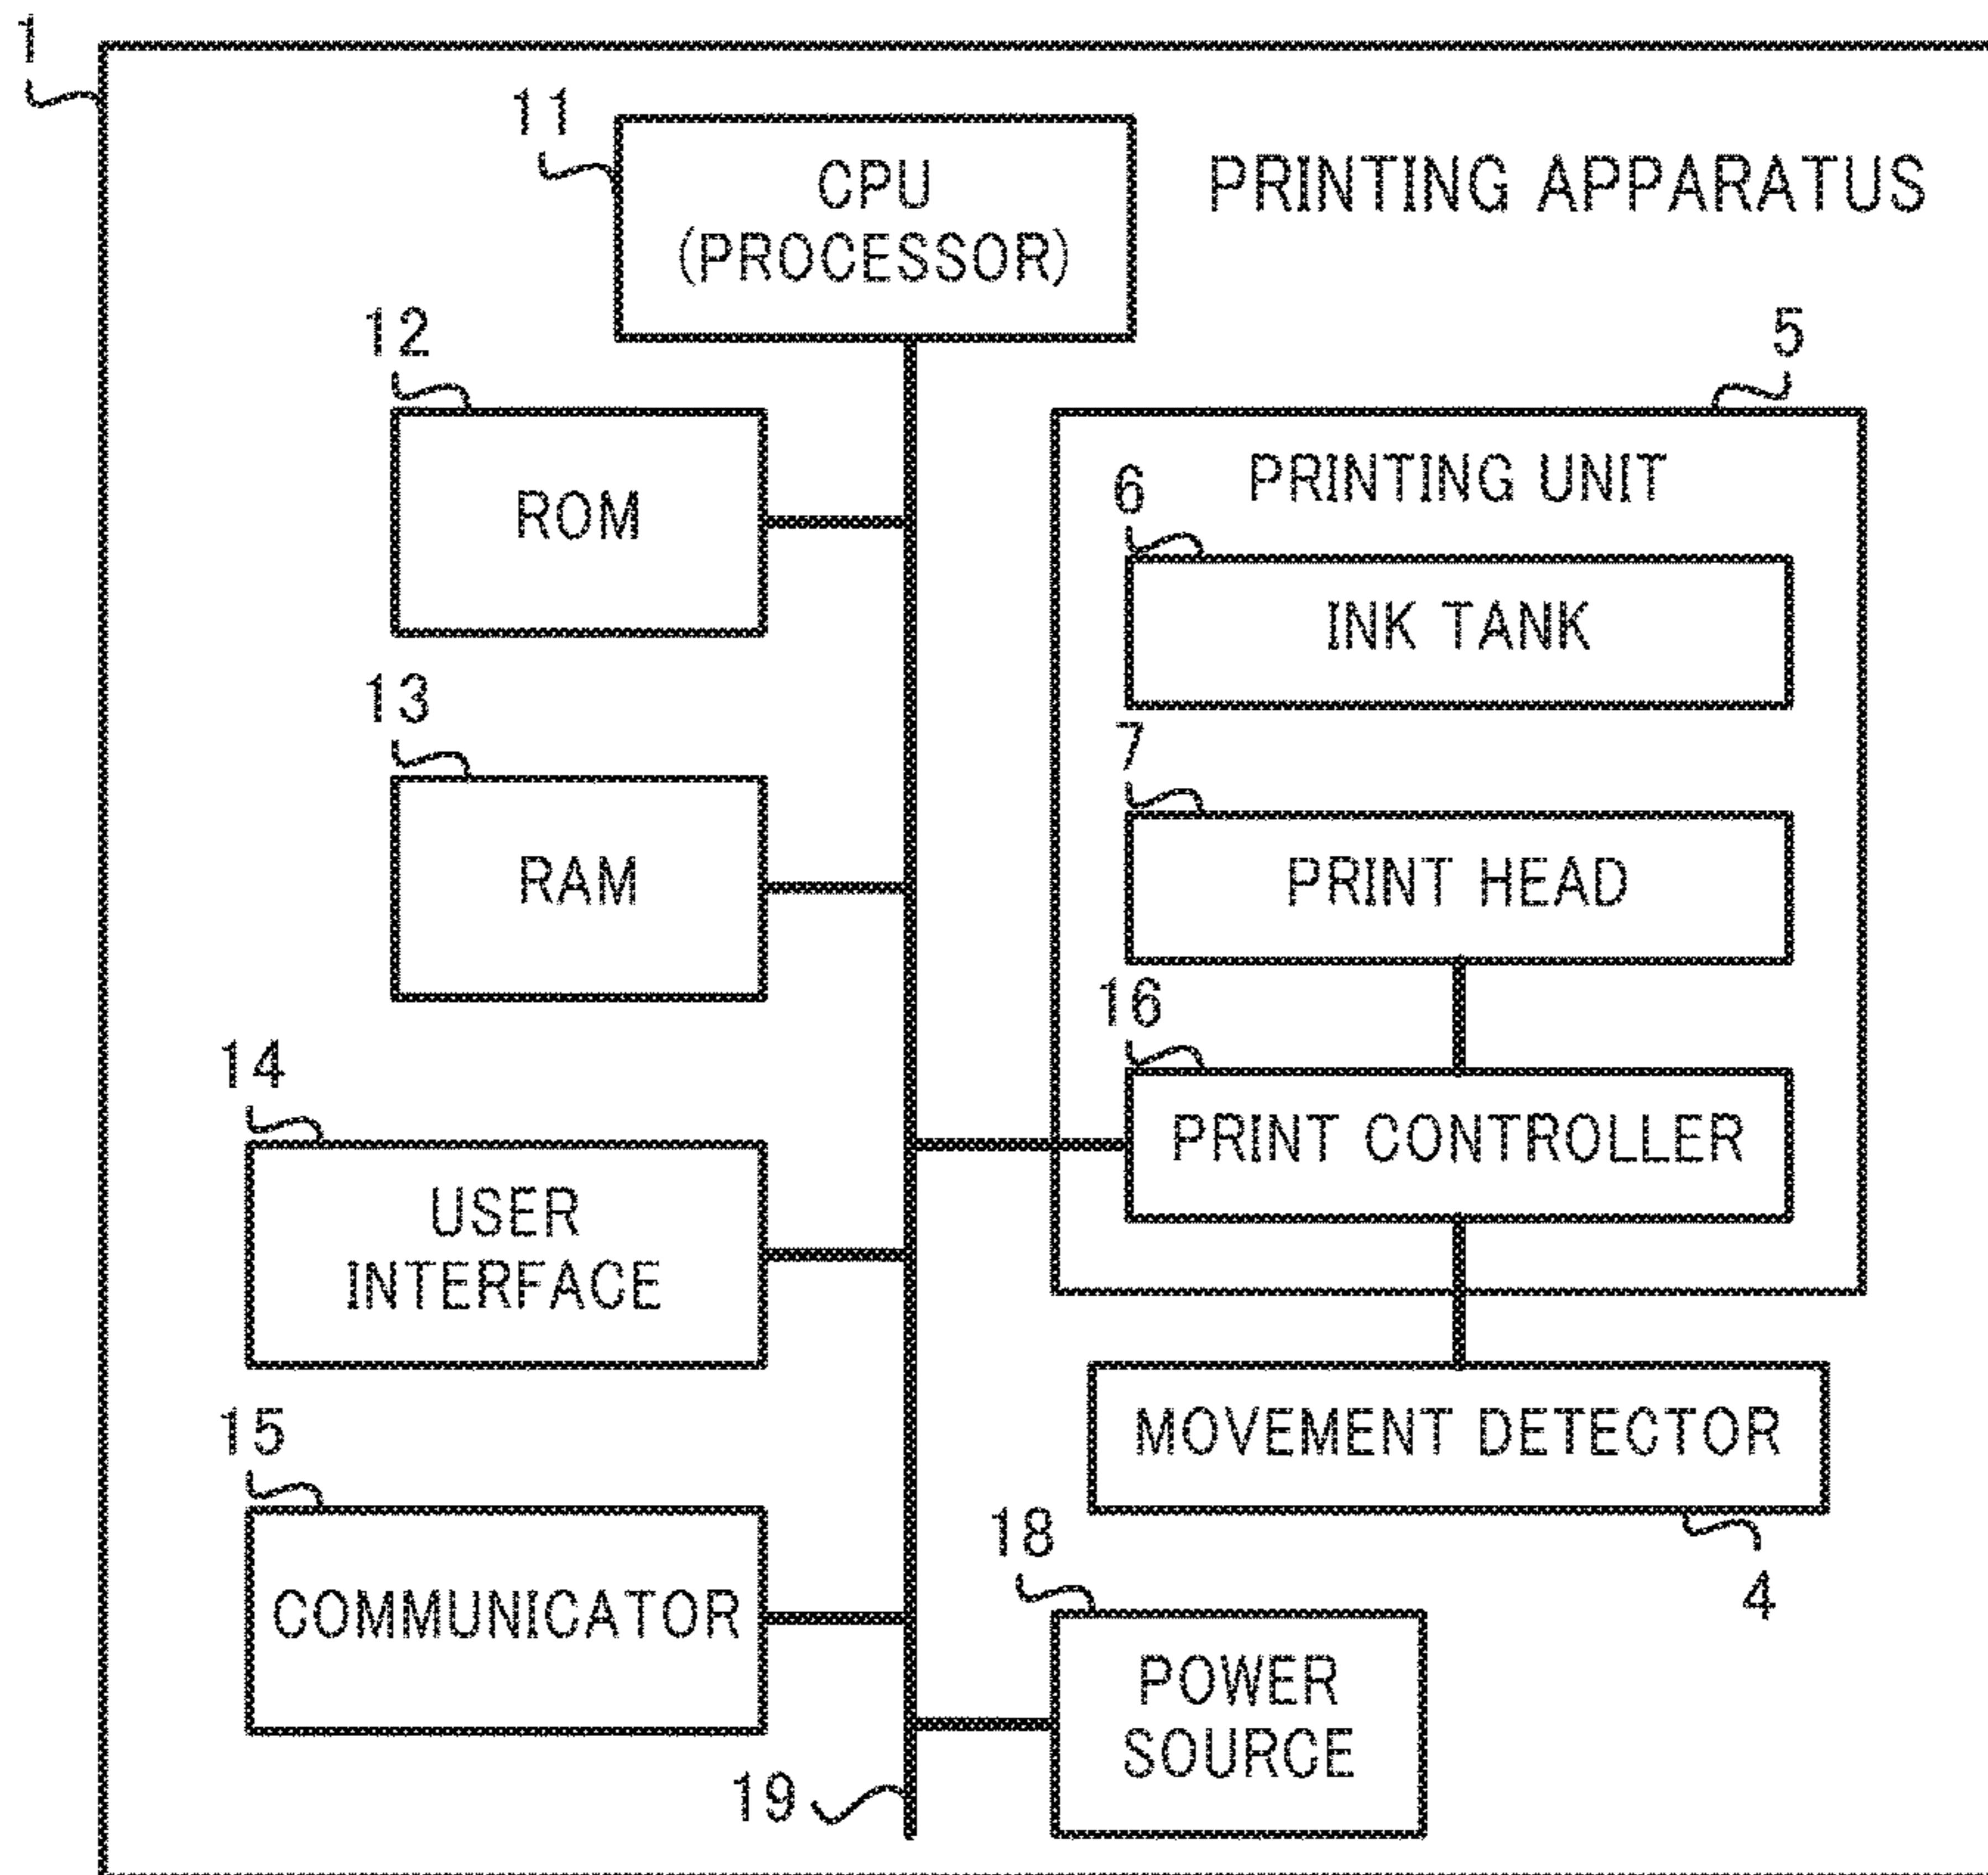 1
11
CPU
(PROCESSOR)
PRINTING APPARATUS
12
ROM
5
PRINTING UNIT
6
INK TANK
13
RAM
7
PRINT HEAD
16
PRINT CONTROLLER
14
USER
INTERFACE
MOVEMENT DETECTOR
4
15
COMMUNICATOR
18
POWER
SOURCE
19